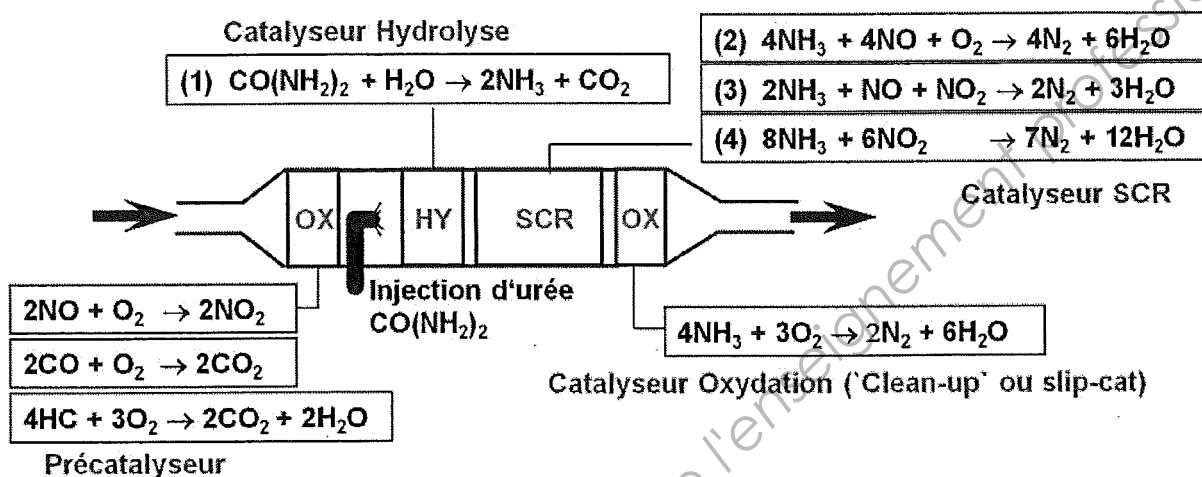 Catalyseur Hydrolyse
(1) CO(NH₂)₂ + H₂O → 2NH₃ + CO₂
(2) 4NH₃ + 4NO + O₂ → 4N₂ + 6H₂O
(3) 2NH₃ + NO + NO₂ → 2N₂ + 3H₂O
(4) 8NH₃ + 6NO₂ → 7N₂ + 12H₂O
Catalyseur SCR
OX
HY
SCR
OX
Injection d‘urée
CO(NH₂)₂
2NO + O₂ → 2NO₂
2CO + O₂ → 2CO₂
4HC + 3O₂ → 2CO₂ + 2H₂O
Précatalyseur
4NH₃ + 3O₂ → 2N₂ + 6H₂O
Catalyseur Oxydation (`Clean-up` ou slip-cat)
l'enseignement